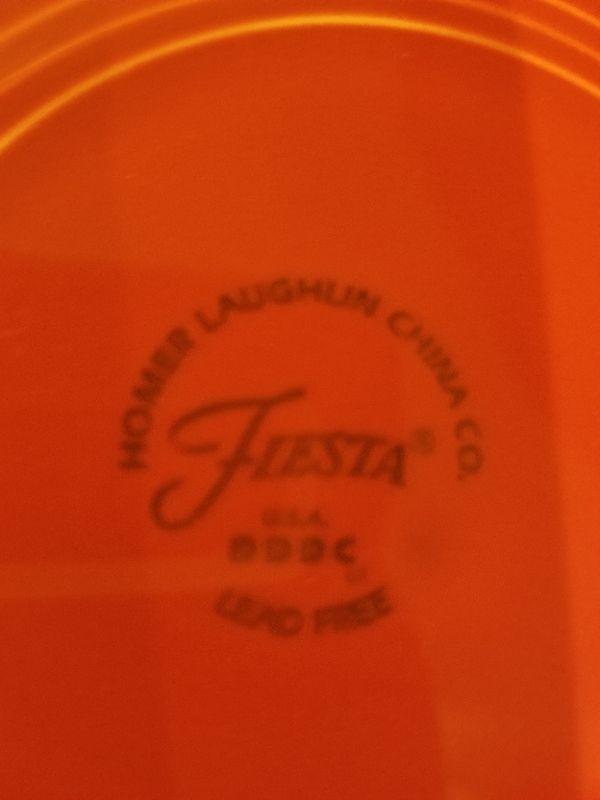 HOMER LAUGHLIN CHINA CO.
FIESTA®
U.S.A.
LEAD FREE